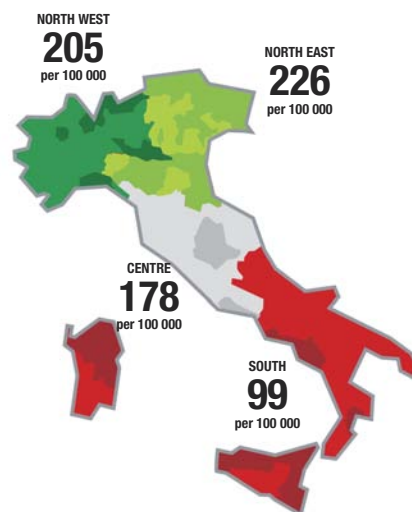 NORTH WEST
205
per 100 000
NORTH EAST
226
per 100 000
CENTRE
178
per 100 000
SOUTH
99
per 100 000